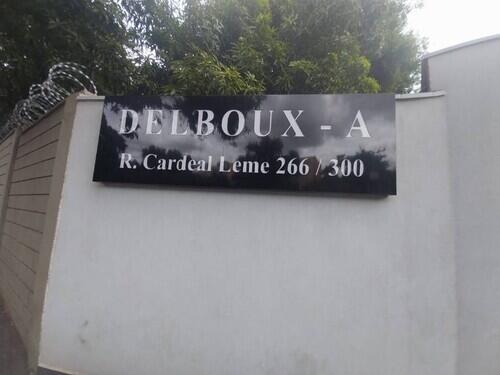 DELBOUX - A
R. Cardeal Leme 266 / 300